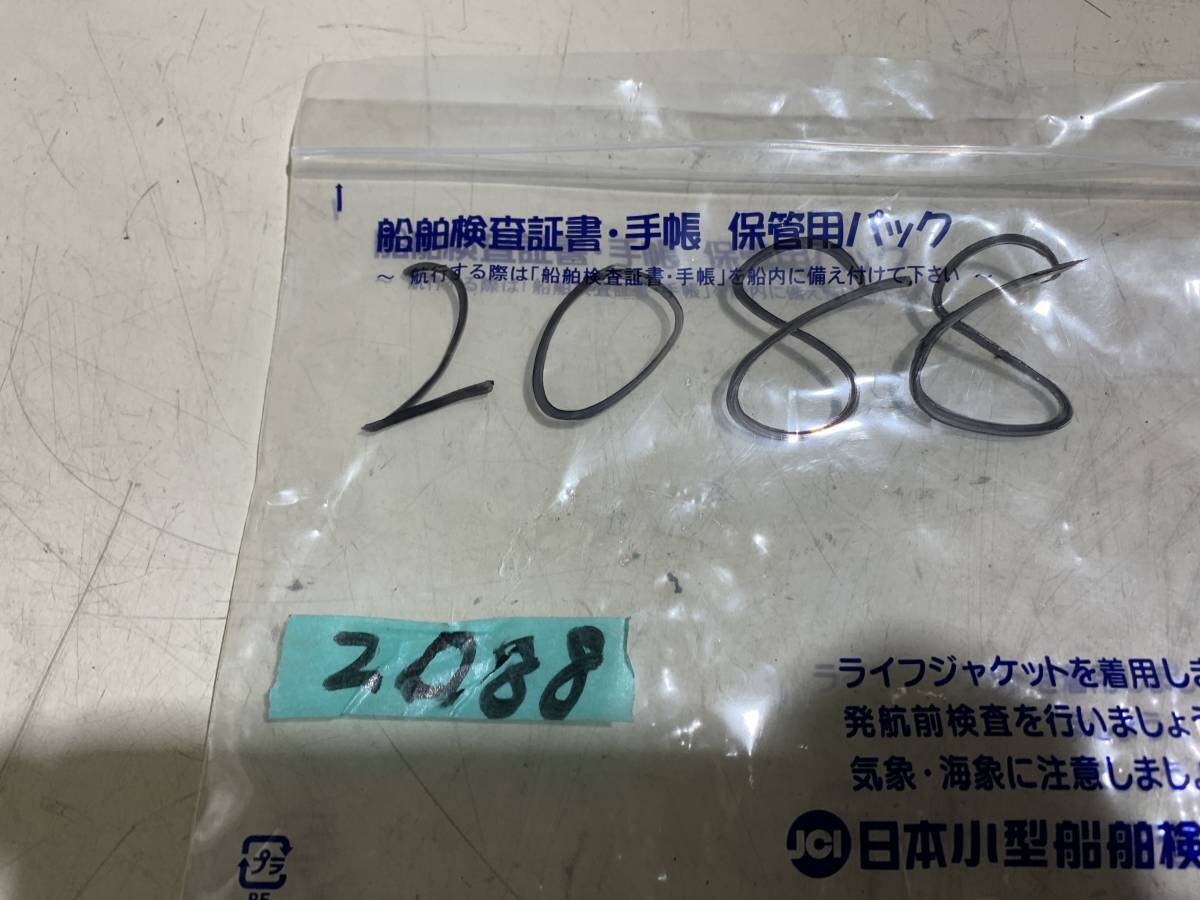 船舶検査証書・手帳 保管用パック
～ 航行する際は「船舶検査証書・手帳」を船内に備え付けて下さい ～
2088
2088
ライフジャケットを着用しま
発航前検査を行いましょう
気象・海象に注意しましょ
JCI 日本小型船舶検
プラ
PE